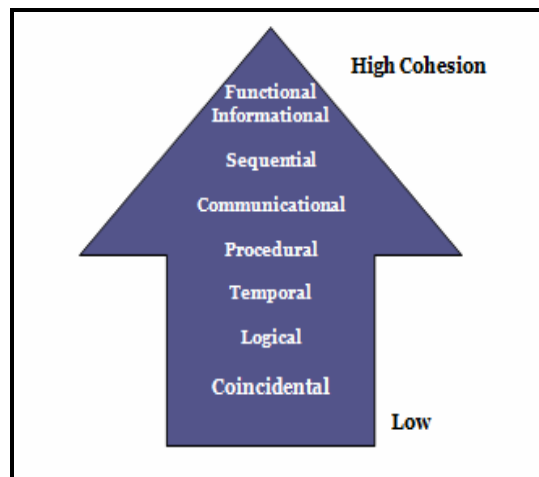 High Cohesion
Functional
Informational
Sequential
Communicational
Procedural
Temporal
Logical
Coincidental
Low